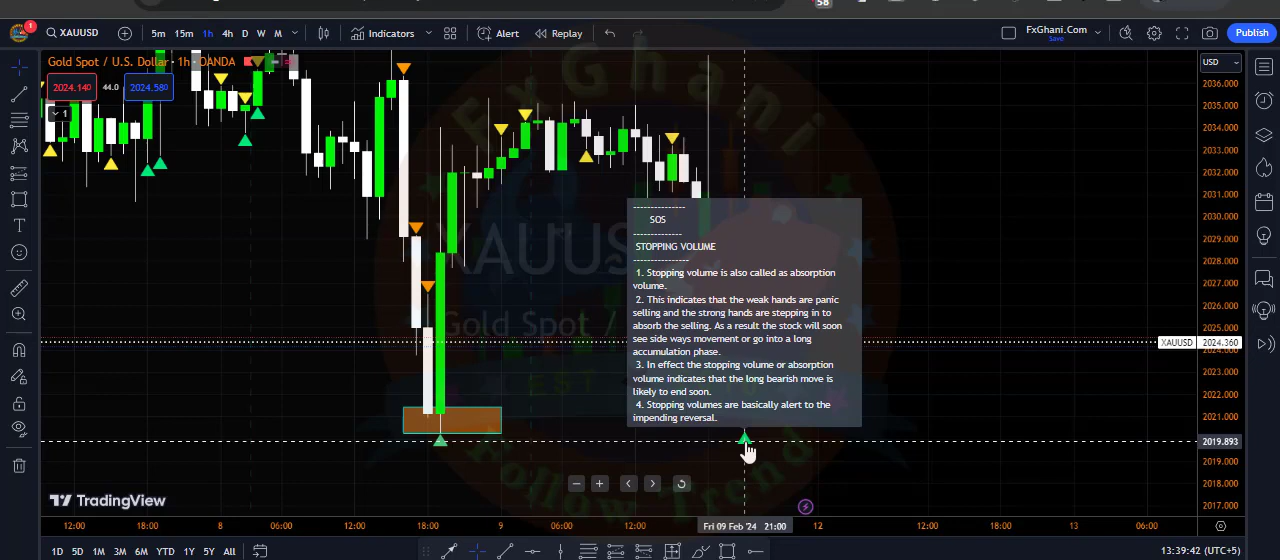 58
1
XAUUSD
5m 15m 1h 4h D W M
Indicators
Alert
Replay
FxGhani.Com
Save
Publish
Gold Spot / U.S. Dollar · 1h · OANDA
2024.140
44.0
2024.580
1
USD
2036.000
2035.000
2034.000
2033.000
2032.000
2031.000
2030.000
2029.000
2028.000
2027.000
2026.000
2025.000
XAUUSD 2024.360
2023.000
2022.000
2021.000
2019.893
2019.000
2018.000
2017.000
FxGhani
XAUUS
Gold Spot /
EST
Follow Trend
---------------
SOS
--------------
STOPPING VOLUME
----------------
1. Stopping volume is also called as absorption
volume.
2. This indicates that the weak hands are panic
selling and the strong hands are stepping in to
absorb the selling. As a result the stock will soon
see side ways movement or go into a long
accumulation phase.
3. In effect the stopping volume or absorption
volume indicates that the long bearish move is
likely to end soon.
4. Stopping volumes are basically alert to the
impending reversal.
TradingView
12:00 18:00 8 06:00 12:00 18:00 9 06:00 12:00 Fri 09 Feb '24 21:00 12 12:00 18:00 13 06:00
1D 5D 1M 3M 6M YTD 1Y 5Y All
13:39:42 (UTC+5)